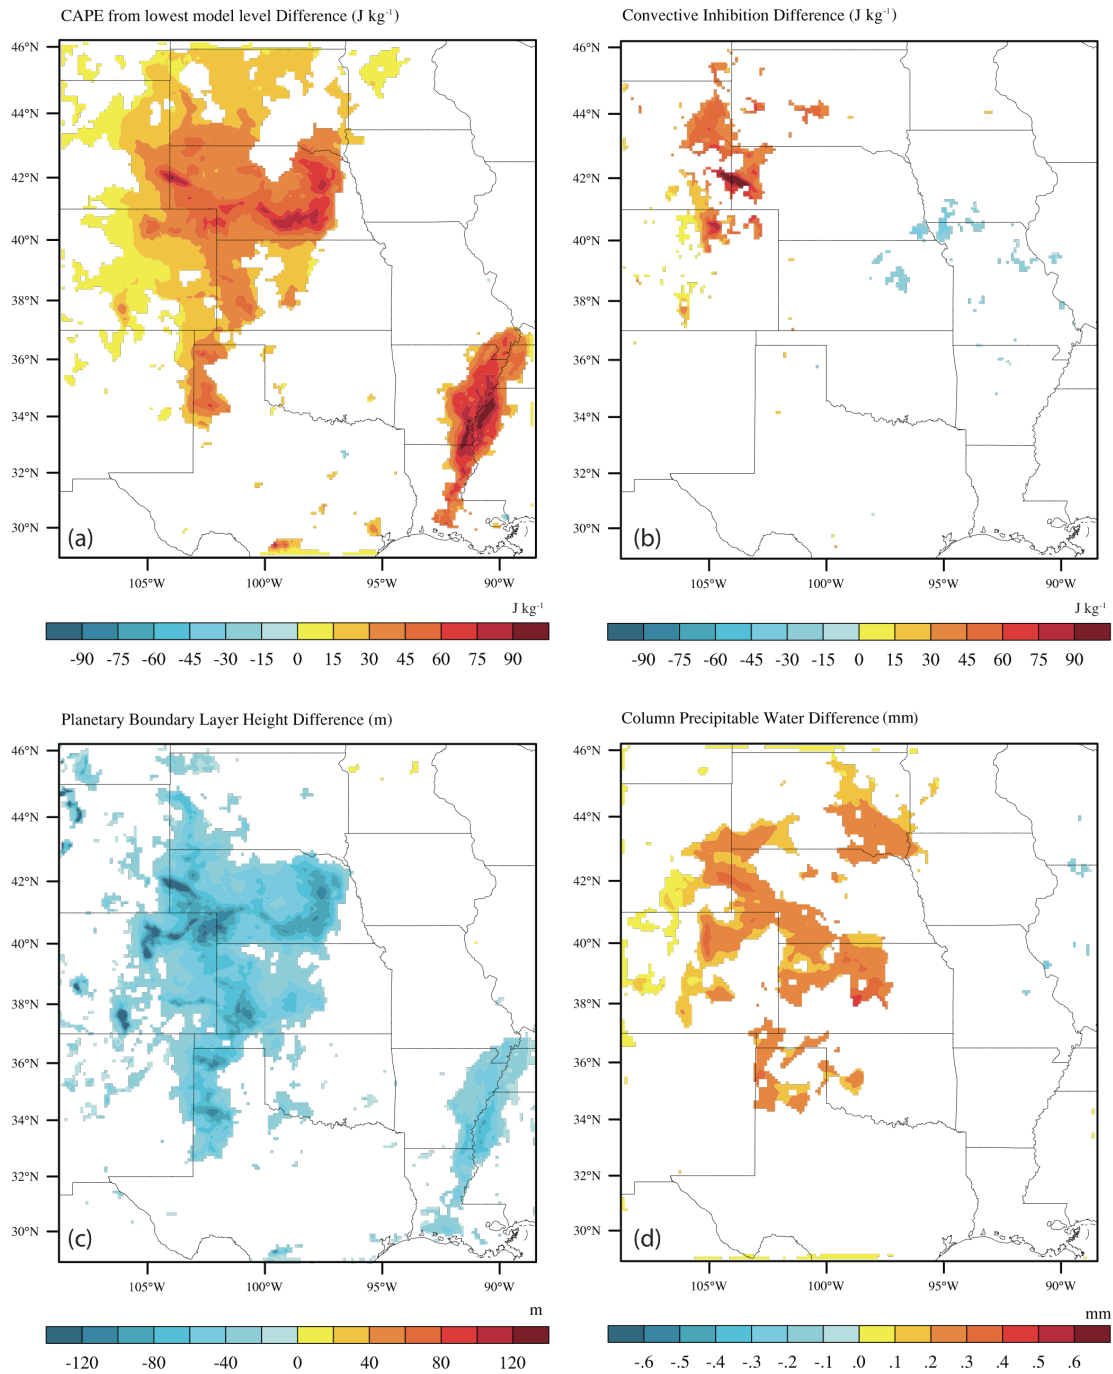 CAPE from lowest model level Difference (J kg⁻¹)
46°N
44°N
42°N
40°N
38°N
36°N
34°N
32°N
30°N
(a)
105°W 100°W 95°W 90°W
J kg⁻¹
-90 -75 -60 -45 -30 -15 0 15 30 45 60 75 90
Convective Inhibition Difference (J kg⁻¹)
46°N
44°N
42°N
40°N
38°N
36°N
34°N
32°N
30°N
(b)
105°W 100°W 95°W 90°W
J kg⁻¹
-90 -75 -60 -45 -30 -15 0 15 30 45 60 75 90
Planetary Boundary Layer Height Difference (m)
46°N
44°N
42°N
40°N
38°N
36°N
34°N
32°N
30°N
(c)
105°W 100°W 95°W 90°W
m
-120 -80 -40 0 40 80 120
Column Precipitable Water Difference (mm)
46°N
44°N
42°N
40°N
38°N
36°N
34°N
32°N
30°N
(d)
105°W 100°W 95°W 90°W
mm
-.6 -.5 -.4 -.2 -.1 .0 .1 .2 .3 .4 .5 .6